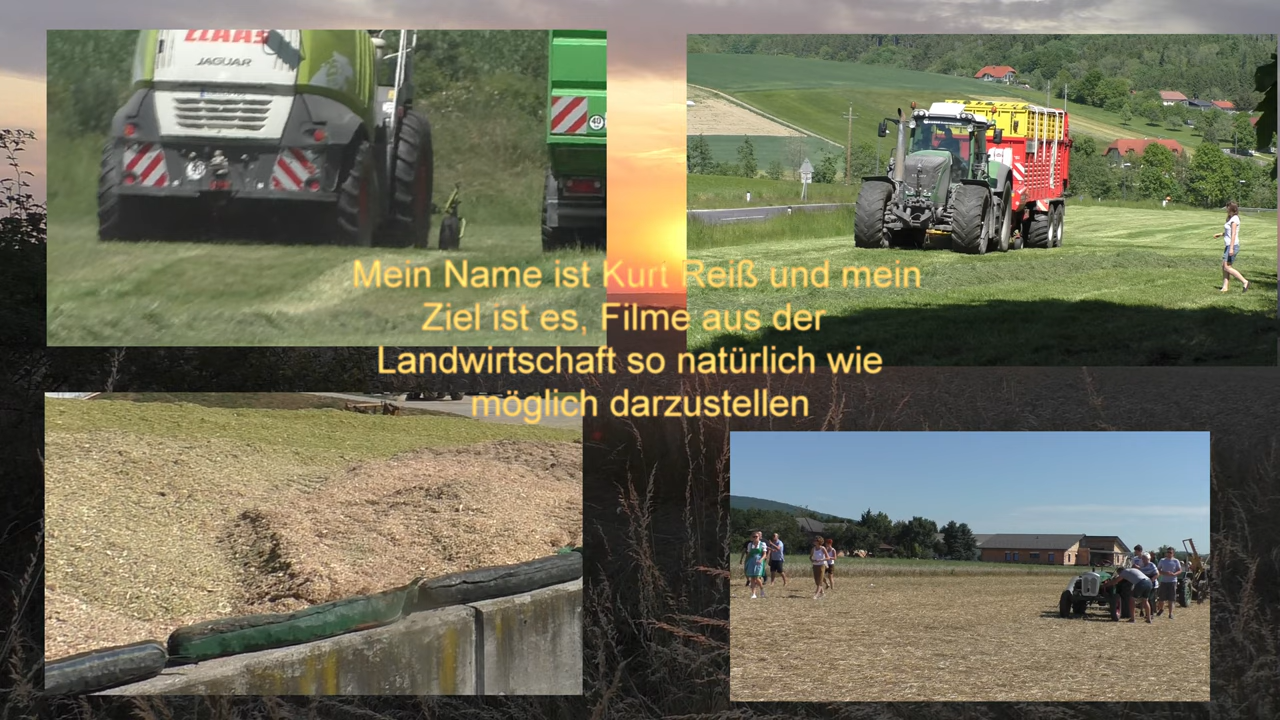 CLAAS
JAGUAR
40
Mein Name ist Kurt Reiß und mein
Ziel ist es, Filme aus der
Landwirtschaft so natürlich wie
möglich darzustellen